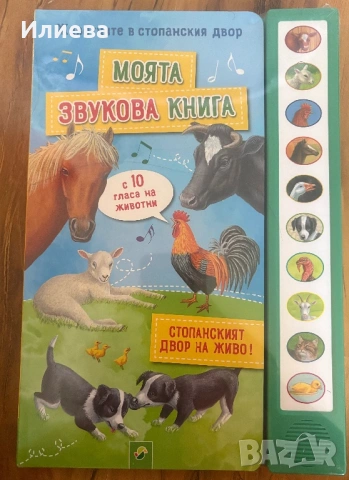 Илиева
те в стопанския двор
МОЯТА
ЗВУКОВА КНИГА
с 10
гласа на
животни
СТОПАНСКИЯТ
ДВОР НА ЖИВО!
BAZAR